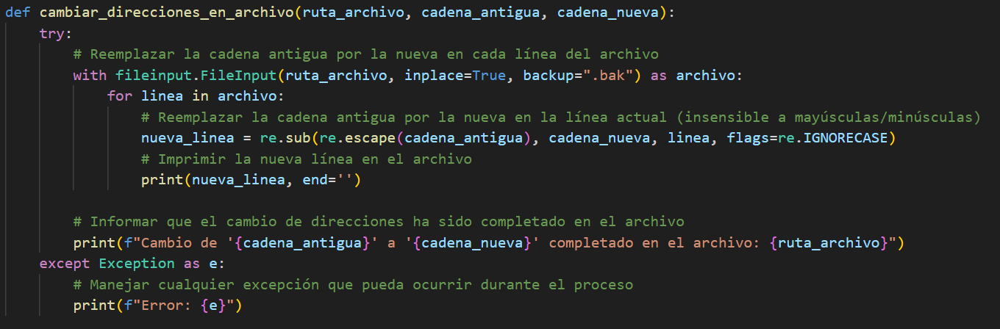 def cambiar_direcciones_en_archivo(ruta_archivo, cadena_antigua, cadena_nueva):
    try:
        # Reemplazar la cadena antigua por la nueva en cada línea del archivo
        with fileinput.FileInput(ruta_archivo, inplace=True, backup=".bak") as archivo:
            for linea in archivo:
                # Reemplazar la cadena antigua por la nueva en la línea actual (insensible a mayúsculas/minúsculas)
                nueva_linea = re.sub(re.escape(cadena_antigua), cadena_nueva, linea, flags=re.IGNORECASE)
                # Imprimir la nueva línea en el archivo
                print(nueva_linea, end='')

        # Informar que el cambio de direcciones ha sido completado en el archivo
        print(f"Cambio de '{cadena_antigua}' a '{cadena_nueva}' completado en el archivo: {ruta_archivo}")
    except Exception as e:
        # Manejar cualquier excepción que pueda ocurrir durante el proceso
        print(f"Error: {e}")